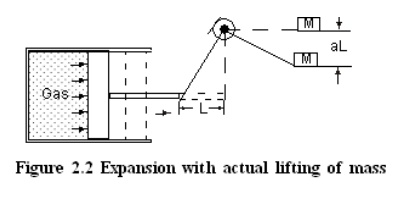 M
aL
M
Gas
L
Figure 2.2 Expansion with actual lifting of mass